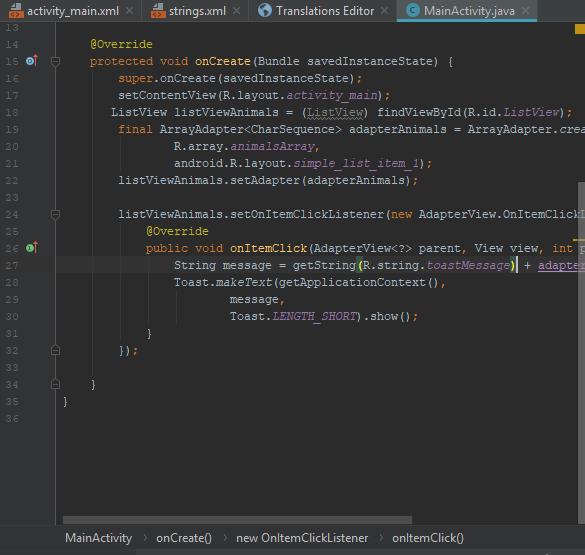 activity_main.xml strings.xml Translations Editor MainActivity.java
13
14 @Override
15 protected void onCreate(Bundle savedInstanceState) {
16 super.onCreate(savedInstanceState);
17 setContentView(R.layout.activity_main);
18 ListView listViewAnimals = (ListView) findViewById(R.id.ListView);
19 final ArrayAdapter<CharSequence> adapterAnimals = ArrayAdapter.crea
20 R.array.animalsArray,
21 android.R.layout.simple_list_item_1);
22 listViewAnimals.setAdapter(adapterAnimals);
23
24 listViewAnimals.setOnItemClickListener(new AdapterView.OnItemClickL
25 @Override
26 public void onItemClick(AdapterView<?> parent, View view, int p
27 String message = getString(R.string.toastMessage) + adapter
28 Toast.makeText(getApplicationContext(),
29 message,
30 Toast.LENGTH_SHORT).show();
31 }
32 });
33
34 }
35 }
36
MainActivity onCreate() new OnItemClickListener onItemClick()